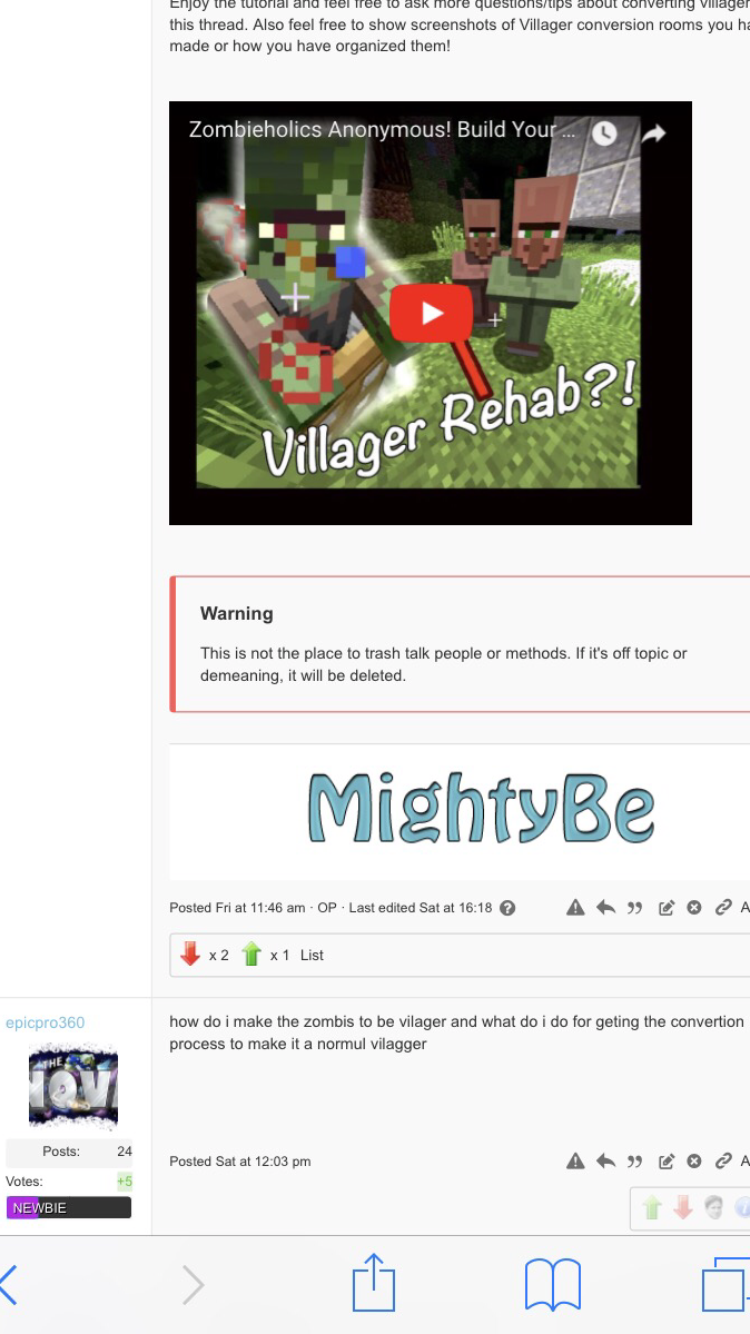 Enjoy the tutorial and feel free to ask more questions/tips about converting villager
this thread. Also feel free to show screenshots of Villager conversion rooms you ha
made or how you have organized them!
Zombieholics Anonymous! Build Your ...
Villager Rehab?!
Warning
This is not the place to trash talk people or methods. If it's off topic or
demeaning, it will be deleted.
MightyBe
Posted Fri at 11:46 am · OP · Last edited Sat at 16:18 ?
A
x 2 x 1 List
epicpro360
how do i make the zombis to be vilager and what do i do for geting the convertion
process to make it a normul vilagger
THE
Posts: 24
Votes: +5
NEWBIE
Posted Sat at 12:03 pm
A